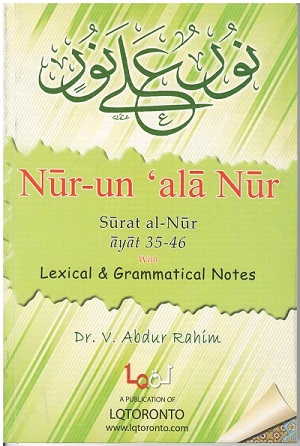 نُورٌ عَلَى نُورٍ
Nūr-un ‘alā Nūr
Sūrat al-Nūr
āyāt 35-46
With
Lexical & Grammatical Notes
Dr. V. Abdur Rahim
LQ
A PUBLICATION OF
LQTORONTO
www.lqtoronto.com